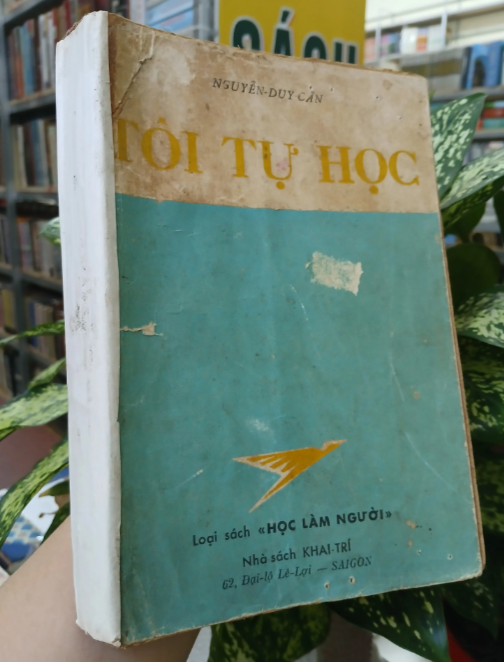 SÁCH
NGUYỄN-DUY-CẦN
TÔI TỰ HỌC
Loại sách «HỌC LÀM NGƯỜI»
Nhà sách KHAI-TRÍ
62, Đại-lộ Lê-Lợi — SAIGON